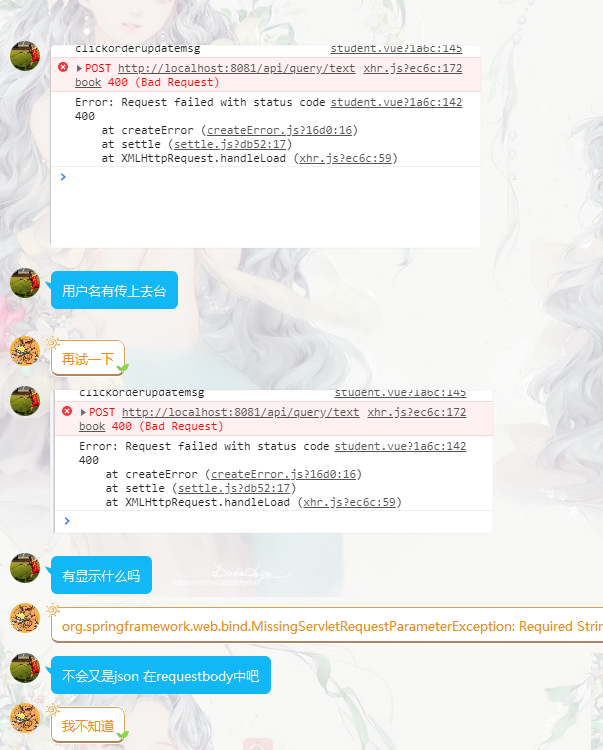 clickorderupdatemsg student.vue?1a6c:145
▶POST http://localhost:8081/api/query/text xhr.js?ec6c:172
book 400 (Bad Request)
Error: Request failed with status code student.vue?1a6c:142
400
at createError (createError.js?16d0:16)
at settle (settle.js?db52:17)
at XMLHttpRequest.handleLoad (xhr.js?ec6c:59)
>
用户名有传上去台
再试一下
clickorderupdatemsg student.vue?1a6c:145
▶POST http://localhost:8081/api/query/text xhr.js?ec6c:172
book 400 (Bad Request)
Error: Request failed with status code student.vue?1a6c:142
400
at createError (createError.js?16d0:16)
at settle (settle.js?db52:17)
at XMLHttpRequest.handleLoad (xhr.js?ec6c:59)
>
有显示什么吗
org.springframework.web.bind.MissingServletRequestParameterException: Required Strin
不会又是json 在requestbody中吧
我不知道